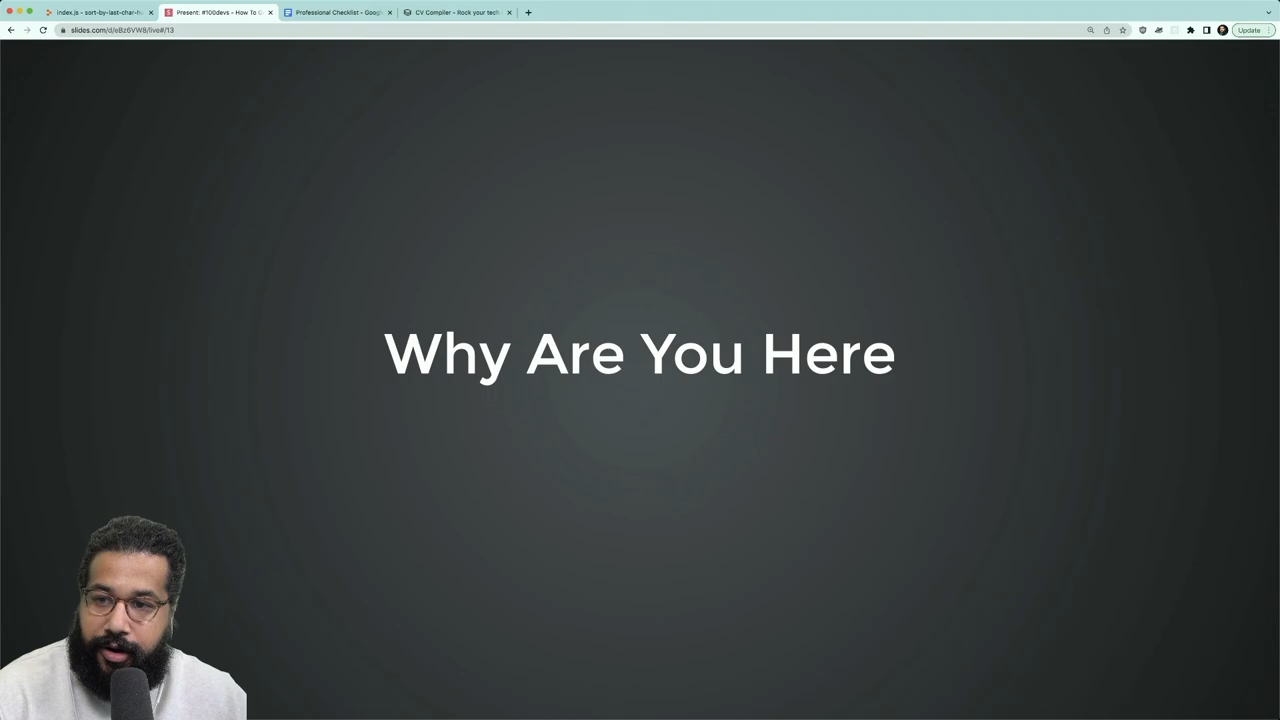 index.js - sort-by-last-char-h
Present: #100devs - How To G
Professional Checklist - Goog
CV Compiler - Rock your tech
slides.com/d/eBz6VW8/live#/13
Update
Why Are You Here